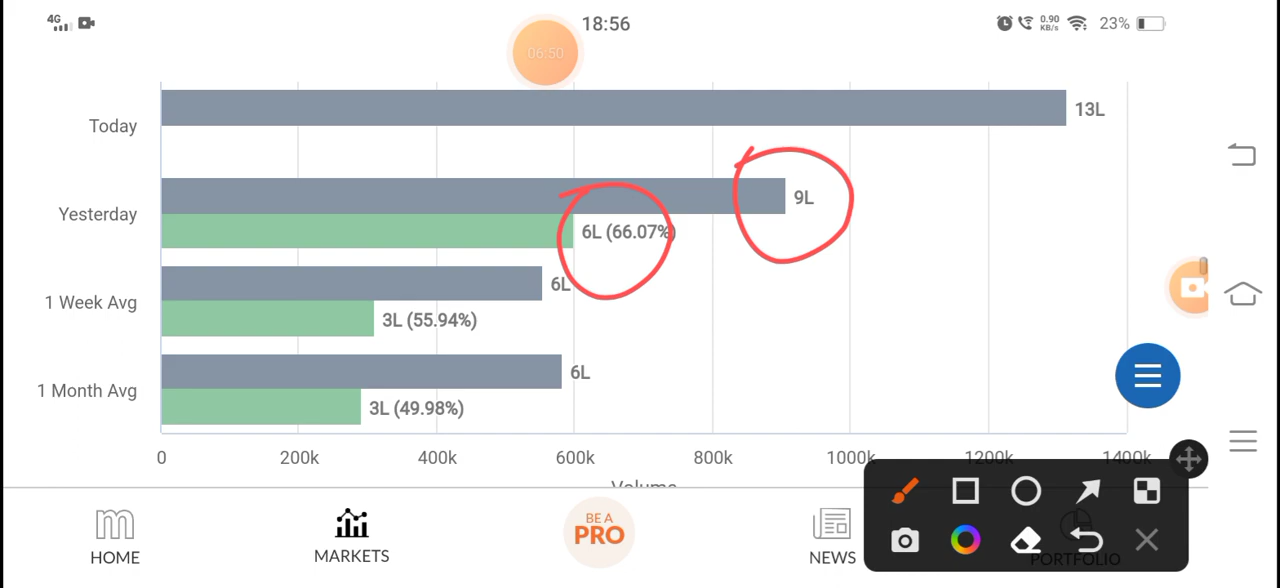 4G 18:56 0.90 KB/s 23%
06:50
Today 13L
Yesterday 9L
6L (66.07%)
1 Week Avg 6L
3L (55.94%)
1 Month Avg 6L
3L (49.98%)
0 200k 400k 600k 800k 1000k 1200k 1400k
Volume
HOME MARKETS BE A PRO NEWS PORTFOLIO